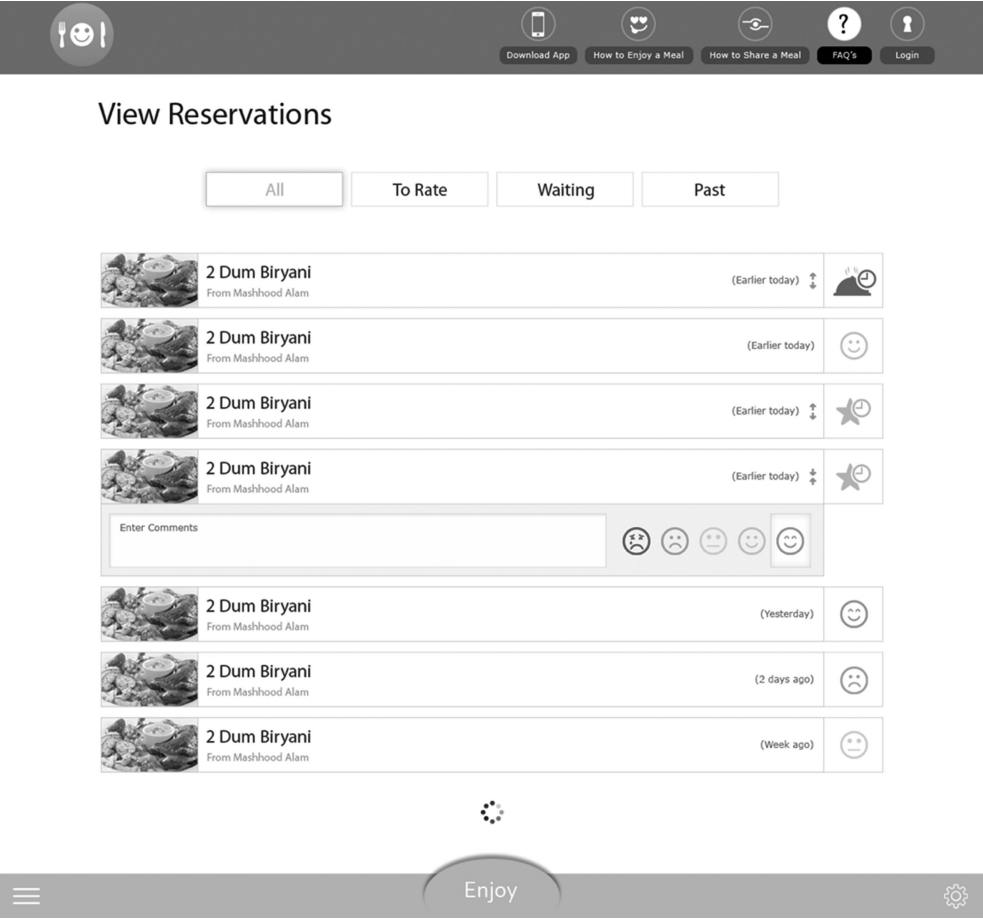 Download App
How to Enjoy a Meal
How to Share a Meal
?
FAQ's
Login
View Reservations
All
To Rate
Waiting
Past
2 Dum Biryani
From Mashhood Alam
(Earlier today)
2 Dum Biryani
From Mashhood Alam
(Earlier today)
2 Dum Biryani
From Mashhood Alam
(Earlier today)
2 Dum Biryani
From Mashhood Alam
(Earlier today)
Enter Comments
2 Dum Biryani
From Mashhood Alam
(Yesterday)
2 Dum Biryani
From Mashhood Alam
(2 days ago)
2 Dum Biryani
From Mashhood Alam
(Week ago)
Enjoy